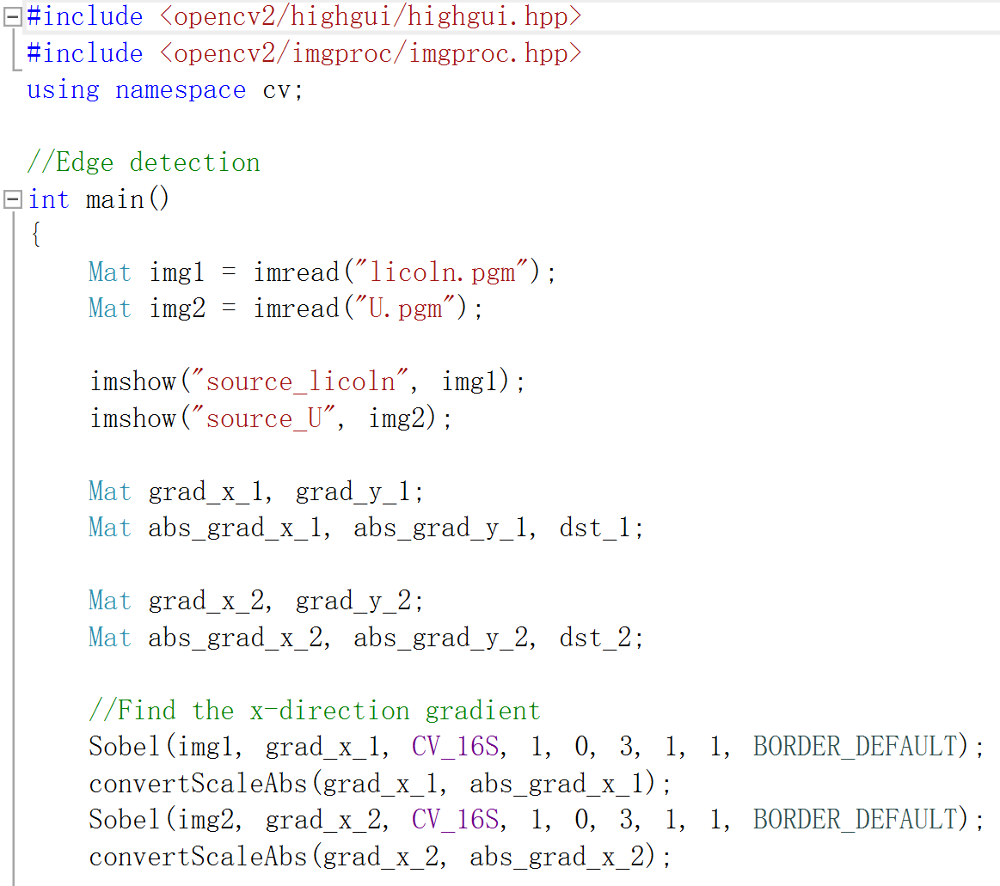 #include <opencv2/highgui/highgui.hpp>
#include <opencv2/imgproc/imgproc.hpp>
using namespace cv;
//Edge detection
int main()
{
Mat img1 = imread("licoln.pgm");
Mat img2 = imread("U.pgm");
imshow("source_licoln", img1);
imshow("source_U", img2);
Mat grad_x_1, grad_y_1;
Mat abs_grad_x_1, abs_grad_y_1, dst_1;
Mat grad_x_2, grad_y_2;
Mat abs_grad_x_2, abs_grad_y_2, dst_2;
//Find the x-direction gradient
Sobel(img1, grad_x_1, CV_16S, 1, 0, 3, 1, 1, BORDER_DEFAULT);
convertScaleAbs(grad_x_1, abs_grad_x_1);
Sobel(img2, grad_x_2, CV_16S, 1, 0, 3, 1, 1, BORDER_DEFAULT);
convertScaleAbs(grad_x_2, abs_grad_x_2);